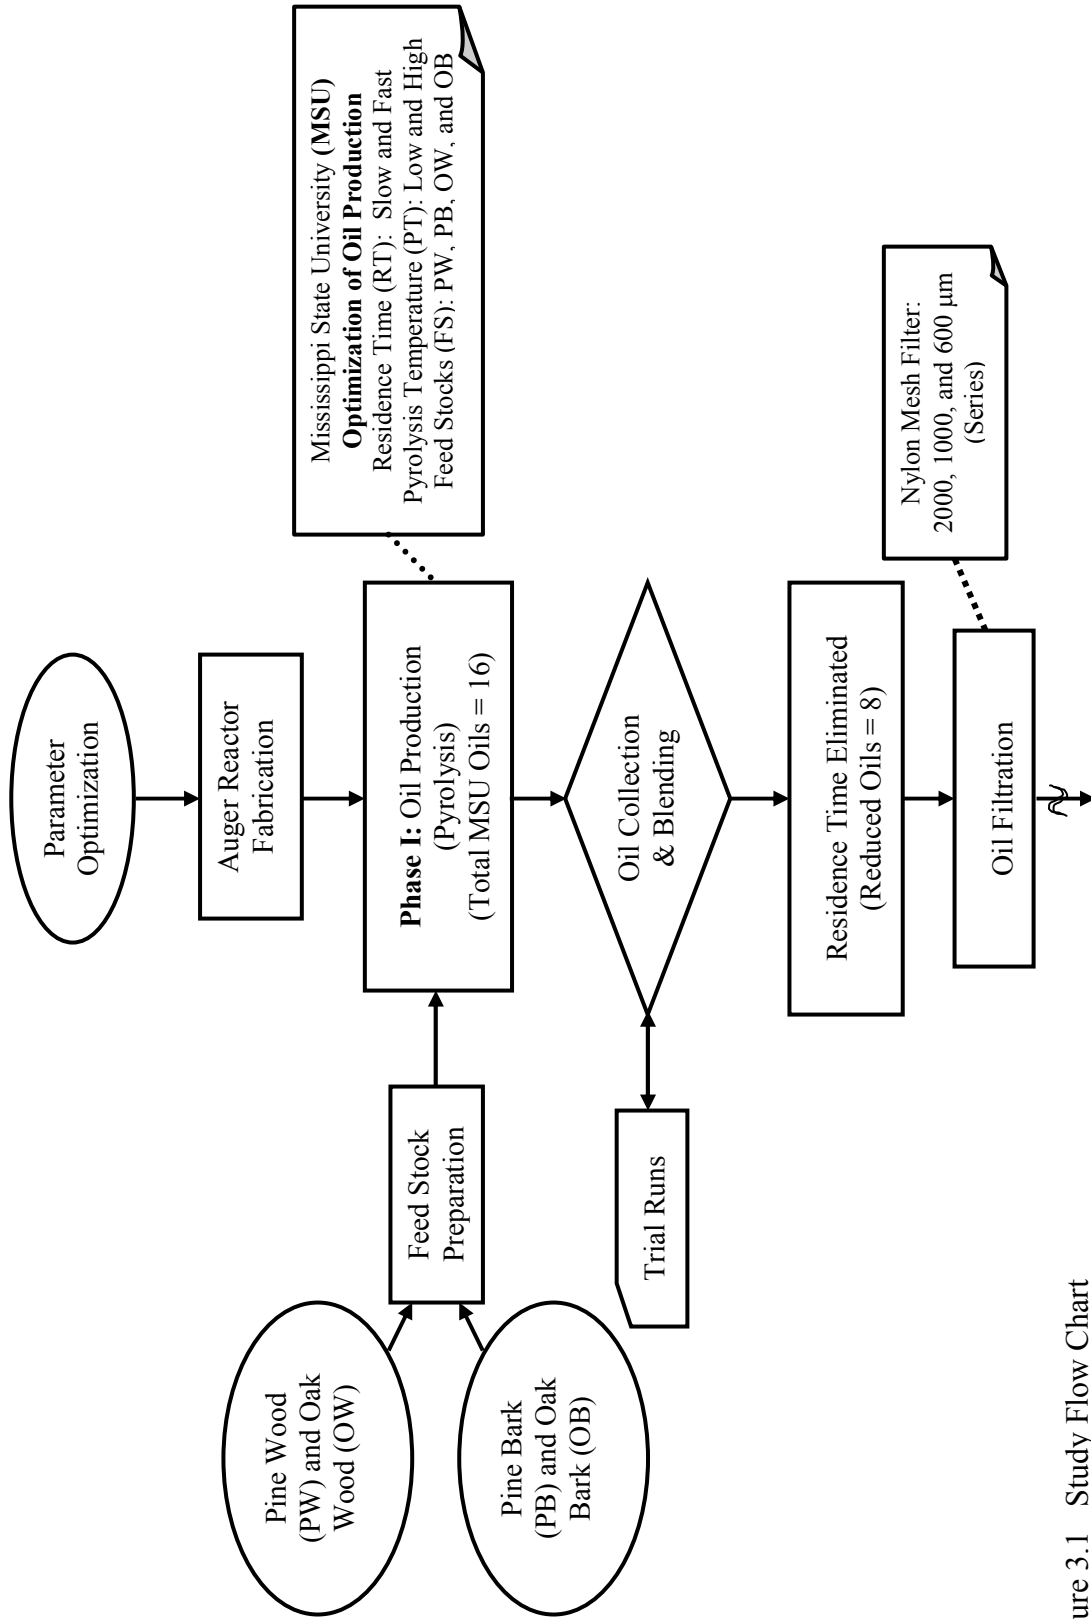 Parameter
Optimization
Auger Reactor
Fabrication
Mississippi State University (MSU)
Optimization of Oil Production
Residence Time (RT): Slow and Fast
Pyrolysis Temperature (PT): Low and High
Feed Stocks (FS): PW, PB, OW, and OB
Pine Wood
(PW) and Oak
Wood (OW)
Pine Bark
(PB) and Oak
Bark (OB)
Feed Stock
Preparation
Phase I: Oil Production
(Pyrolysis)
(Total MSU Oils = 16)
Trial Runs
Oil Collection
& Blending
Residence Time Eliminated
(Reduced Oils = 8)
Nylon Mesh Filter:
2000, 1000, and 600 µm
(Series)
Oil Filtration
ure 3.1 Study Flow Chart